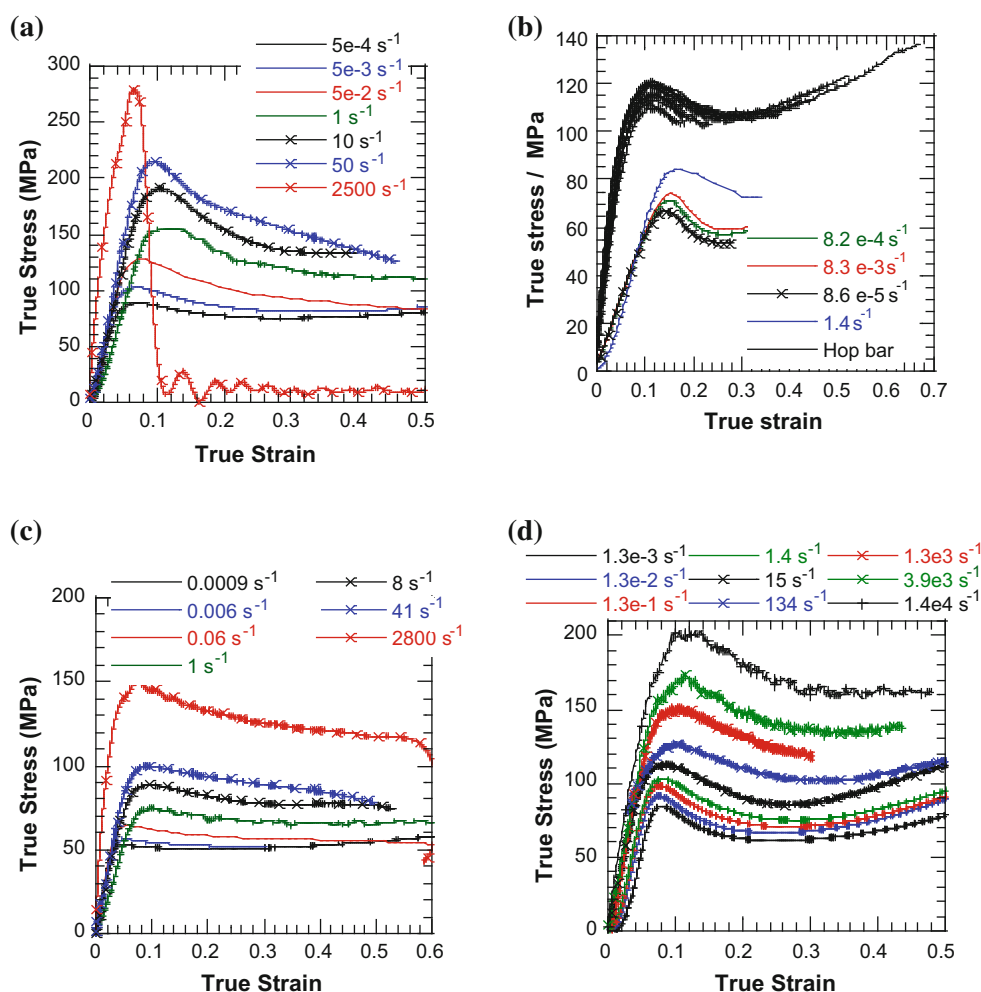 (a)
5e-4 s⁻¹
5e-3 s⁻¹
5e-2 s⁻¹
1 s⁻¹
10 s⁻¹
50 s⁻¹
2500 s⁻¹
True Stress (MPa)
300
250
200
150
100
50
0
0 0.1 0.2 0.3 0.4 0.5
True Strain
(b)
True stress / MPa
140
120
100
80
60
40
20
0
8.2 e-4 s⁻¹
8.3 e-3 s⁻¹
8.6 e-5 s⁻¹
1.4 s⁻¹
Hop bar
0 0.1 0.2 0.3 0.4 0.5 0.6 0.7
True strain
(c)
0.0009 s⁻¹ 8 s⁻¹
0.006 s⁻¹ 41 s⁻¹
0.06 s⁻¹ 2800 s⁻¹
1 s⁻¹
True Stress (MPa)
200
150
100
50
0
0 0.1 0.2 0.3 0.4 0.5 0.6
True Strain
(d)
1.3e-3 s⁻¹ 1.4 s⁻¹ 1.3e3 s⁻¹
1.3e-2 s⁻¹ 15 s⁻¹ 3.9e3 s⁻¹
1.3e-1 s⁻¹ 134 s⁻¹ 1.4e4 s⁻¹
True Stress (MPa)
200
150
100
50
0
0 0.1 0.2 0.3 0.4 0.5
True Strain